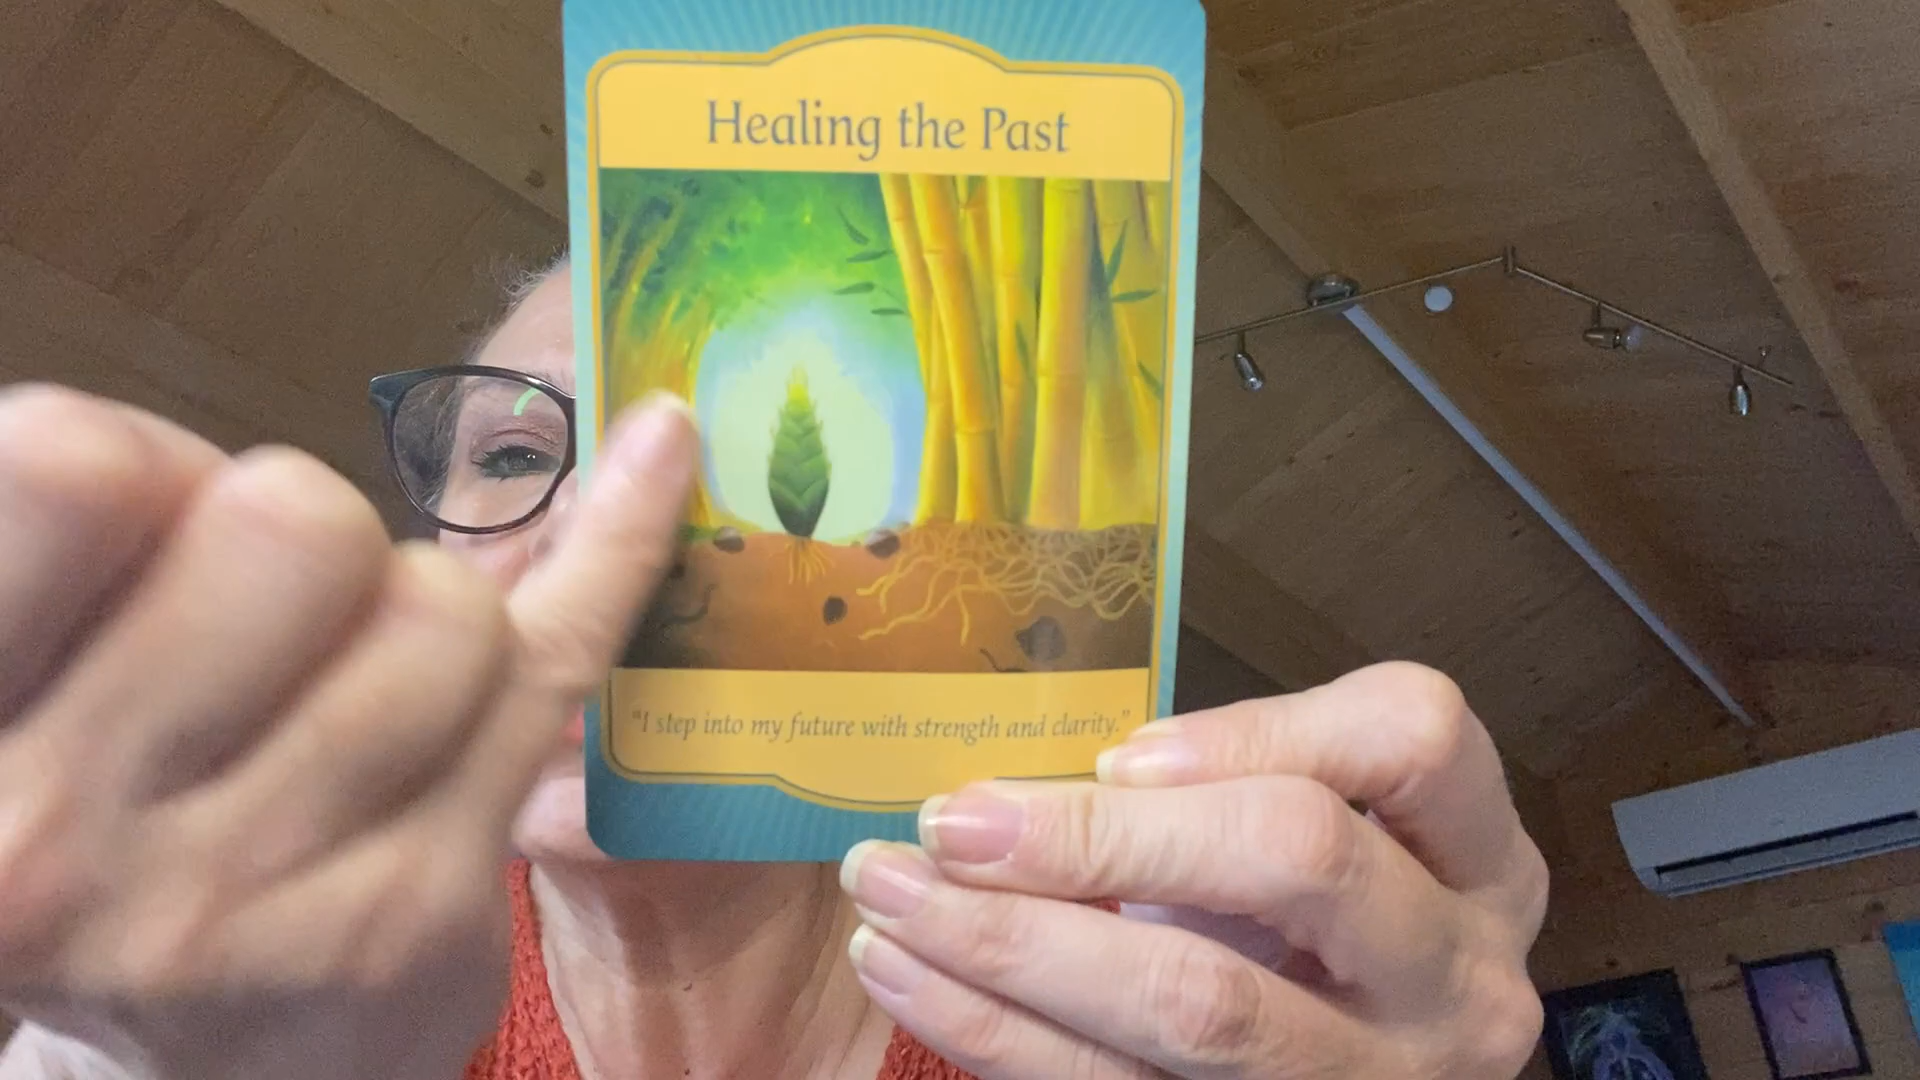 Healing the Past
"I step into my future with strength and clarity."